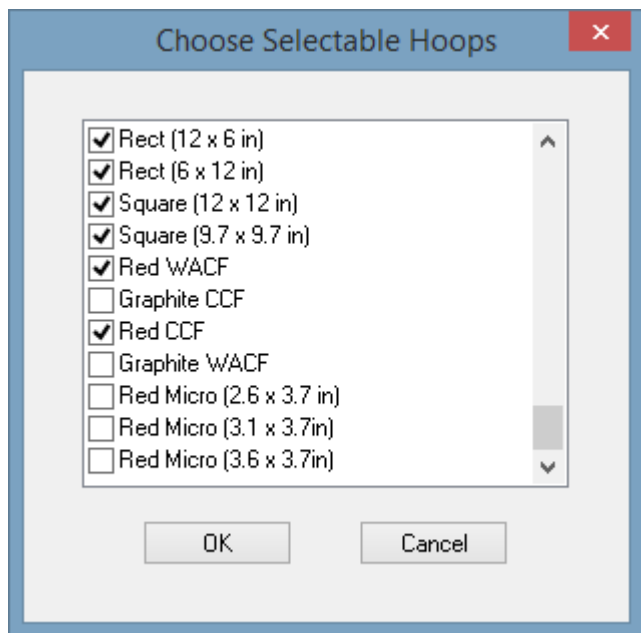 Choose Selectable Hoops
Rect (12 x 6 in)
Rect (6 x 12 in)
Square (12 x 12 in)
Square (9.7 x 9.7 in)
Red WACF
Graphite CCF
Red CCF
Graphite WACF
Red Micro (2.6 x 3.7 in)
Red Micro (3.1 x 3.7in)
Red Micro (3.6 x 3.7in)
OK Cancel